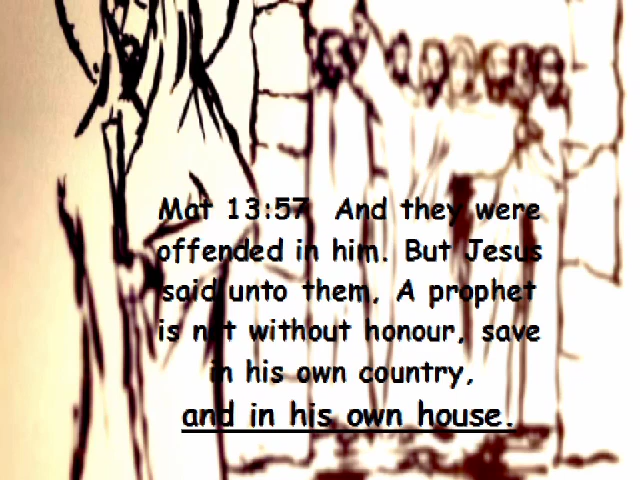 Mat 13:57 And they were
offended in him. But Jesus
said unto them, A prophet
is not without honour, save
in his own country,
and in his own house.